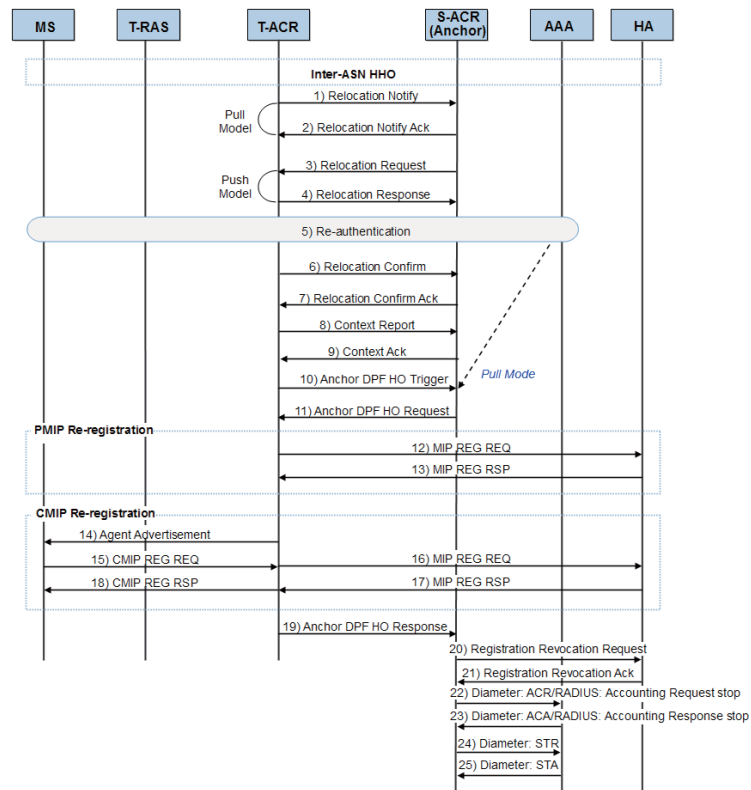 MS
T-RAS
T-ACR
S-ACR
(Anchor)
AAA
HA
Inter-ASN HHO
1) Relocation Notify
Pull
Model
2) Relocation Notify Ack
3) Relocation Request
Push
Model
4) Relocation Response
5) Re-authentication
6) Relocation Confirm
7) Relocation Confirm Ack
8) Context Report
9) Context Ack
Pull Mode
10) Anchor DPF HO Trigger
11) Anchor DPF HO Request
PMIP Re-registration
12) MIP REG REQ
13) MIP REG RSP
CMIP Re-registration
14) Agent Advertisement
15) CMIP REG REQ
16) MIP REG REQ
18) CMIP REG RSP
17) MIP REG RSP
19) Anchor DPF HO Response
20) Registration Revocation Request
21) Registration Revocation Ack
22) Diameter: ACR/RADIUS: Accounting Request stop
23) Diameter: ACA/RADIUS: Accounting Response stop
24) Diameter: STR
25) Diameter: STA